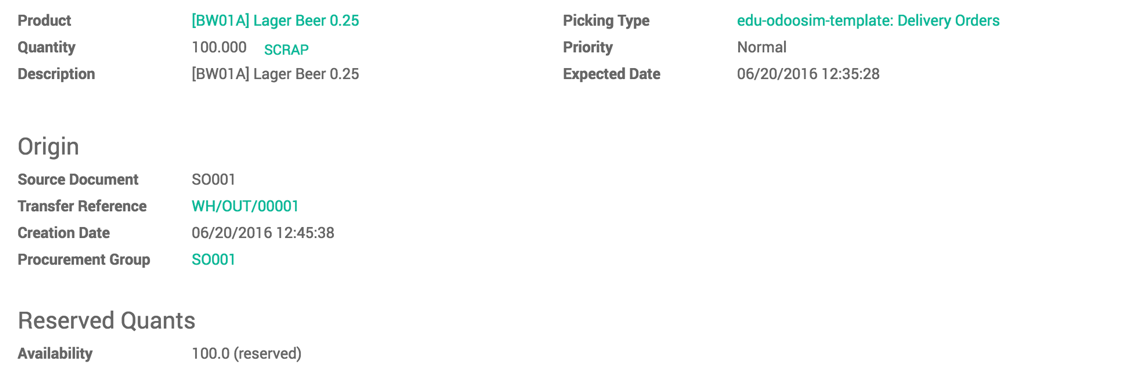 Product [BW01A] Lager Beer 0.25 Picking Type edu-odoosim-template: Delivery Orders
Quantity 100.000 SCRAP Priority Normal
Description [BW01A] Lager Beer 0.25 Expected Date 06/20/2016 12:35:28
Origin
Source Document SO001
Transfer Reference WH/OUT/00001
Creation Date 06/20/2016 12:45:38
Procurement Group SO001
Reserved Quants
Availability 100.0 (reserved)